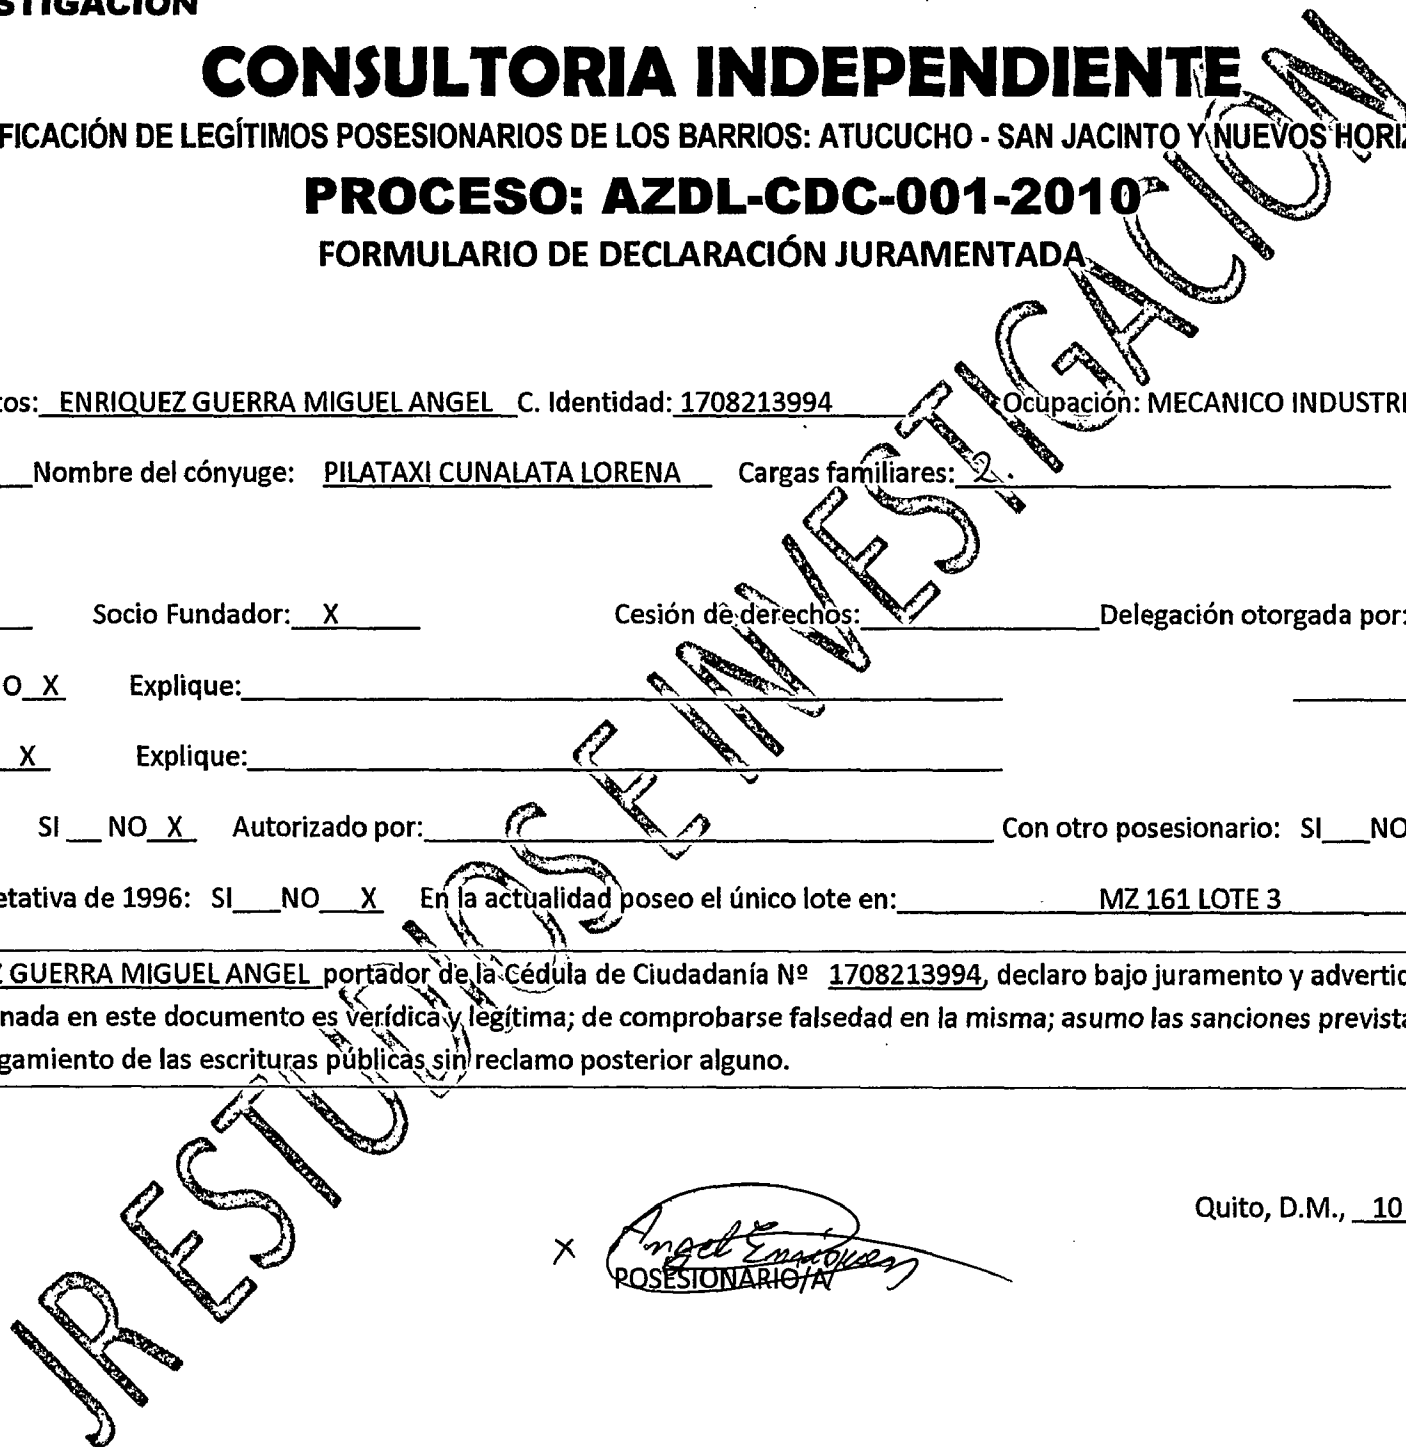 STIGACIÓN
CONSULTORIA INDEPENDIENTE
FICACIÓN DE LEGÍTIMOS POSESIONARIOS DE LOS BARRIOS: ATUCUCHO - SAN JACINTO Y NUEVOS HORIZ
PROCESO: AZDL-CDC-001-2010
FORMULARIO DE DECLARACIÓN JURAMENTADA
tos: ENRIQUEZ GUERRA MIGUEL ANGEL C. Identidad: 1708213994 Ocupación: MECANICO INDUSTRI
Nombre del cónyuge: PILATAXI CUNALATA LORENA Cargas familiares: 2.
Socio Fundador: X Cesión de derechos: Delegación otorgada por:
O X Explique:
X Explique:
SI NO X Autorizado por: Con otro posesionario: SI NO
etativa de 1996: SI NO X En la actualidad poseo el único lote en: MZ 161 LOTE 3
Z GUERRA MIGUEL ANGEL portador de la Cédula de Ciudadanía Nº 1708213994, declaro bajo juramento y advertid
nada en este documento es verídica y legítima; de comprobarse falsedad en la misma; asumo las sanciones prevista
gamiento de las escrituras públicas sin reclamo posterior alguno.
Quito, D.M., 10
X Angel Enriquez
POSESIONARIO/A
JR ESTUDIOS E INVESTIGACION